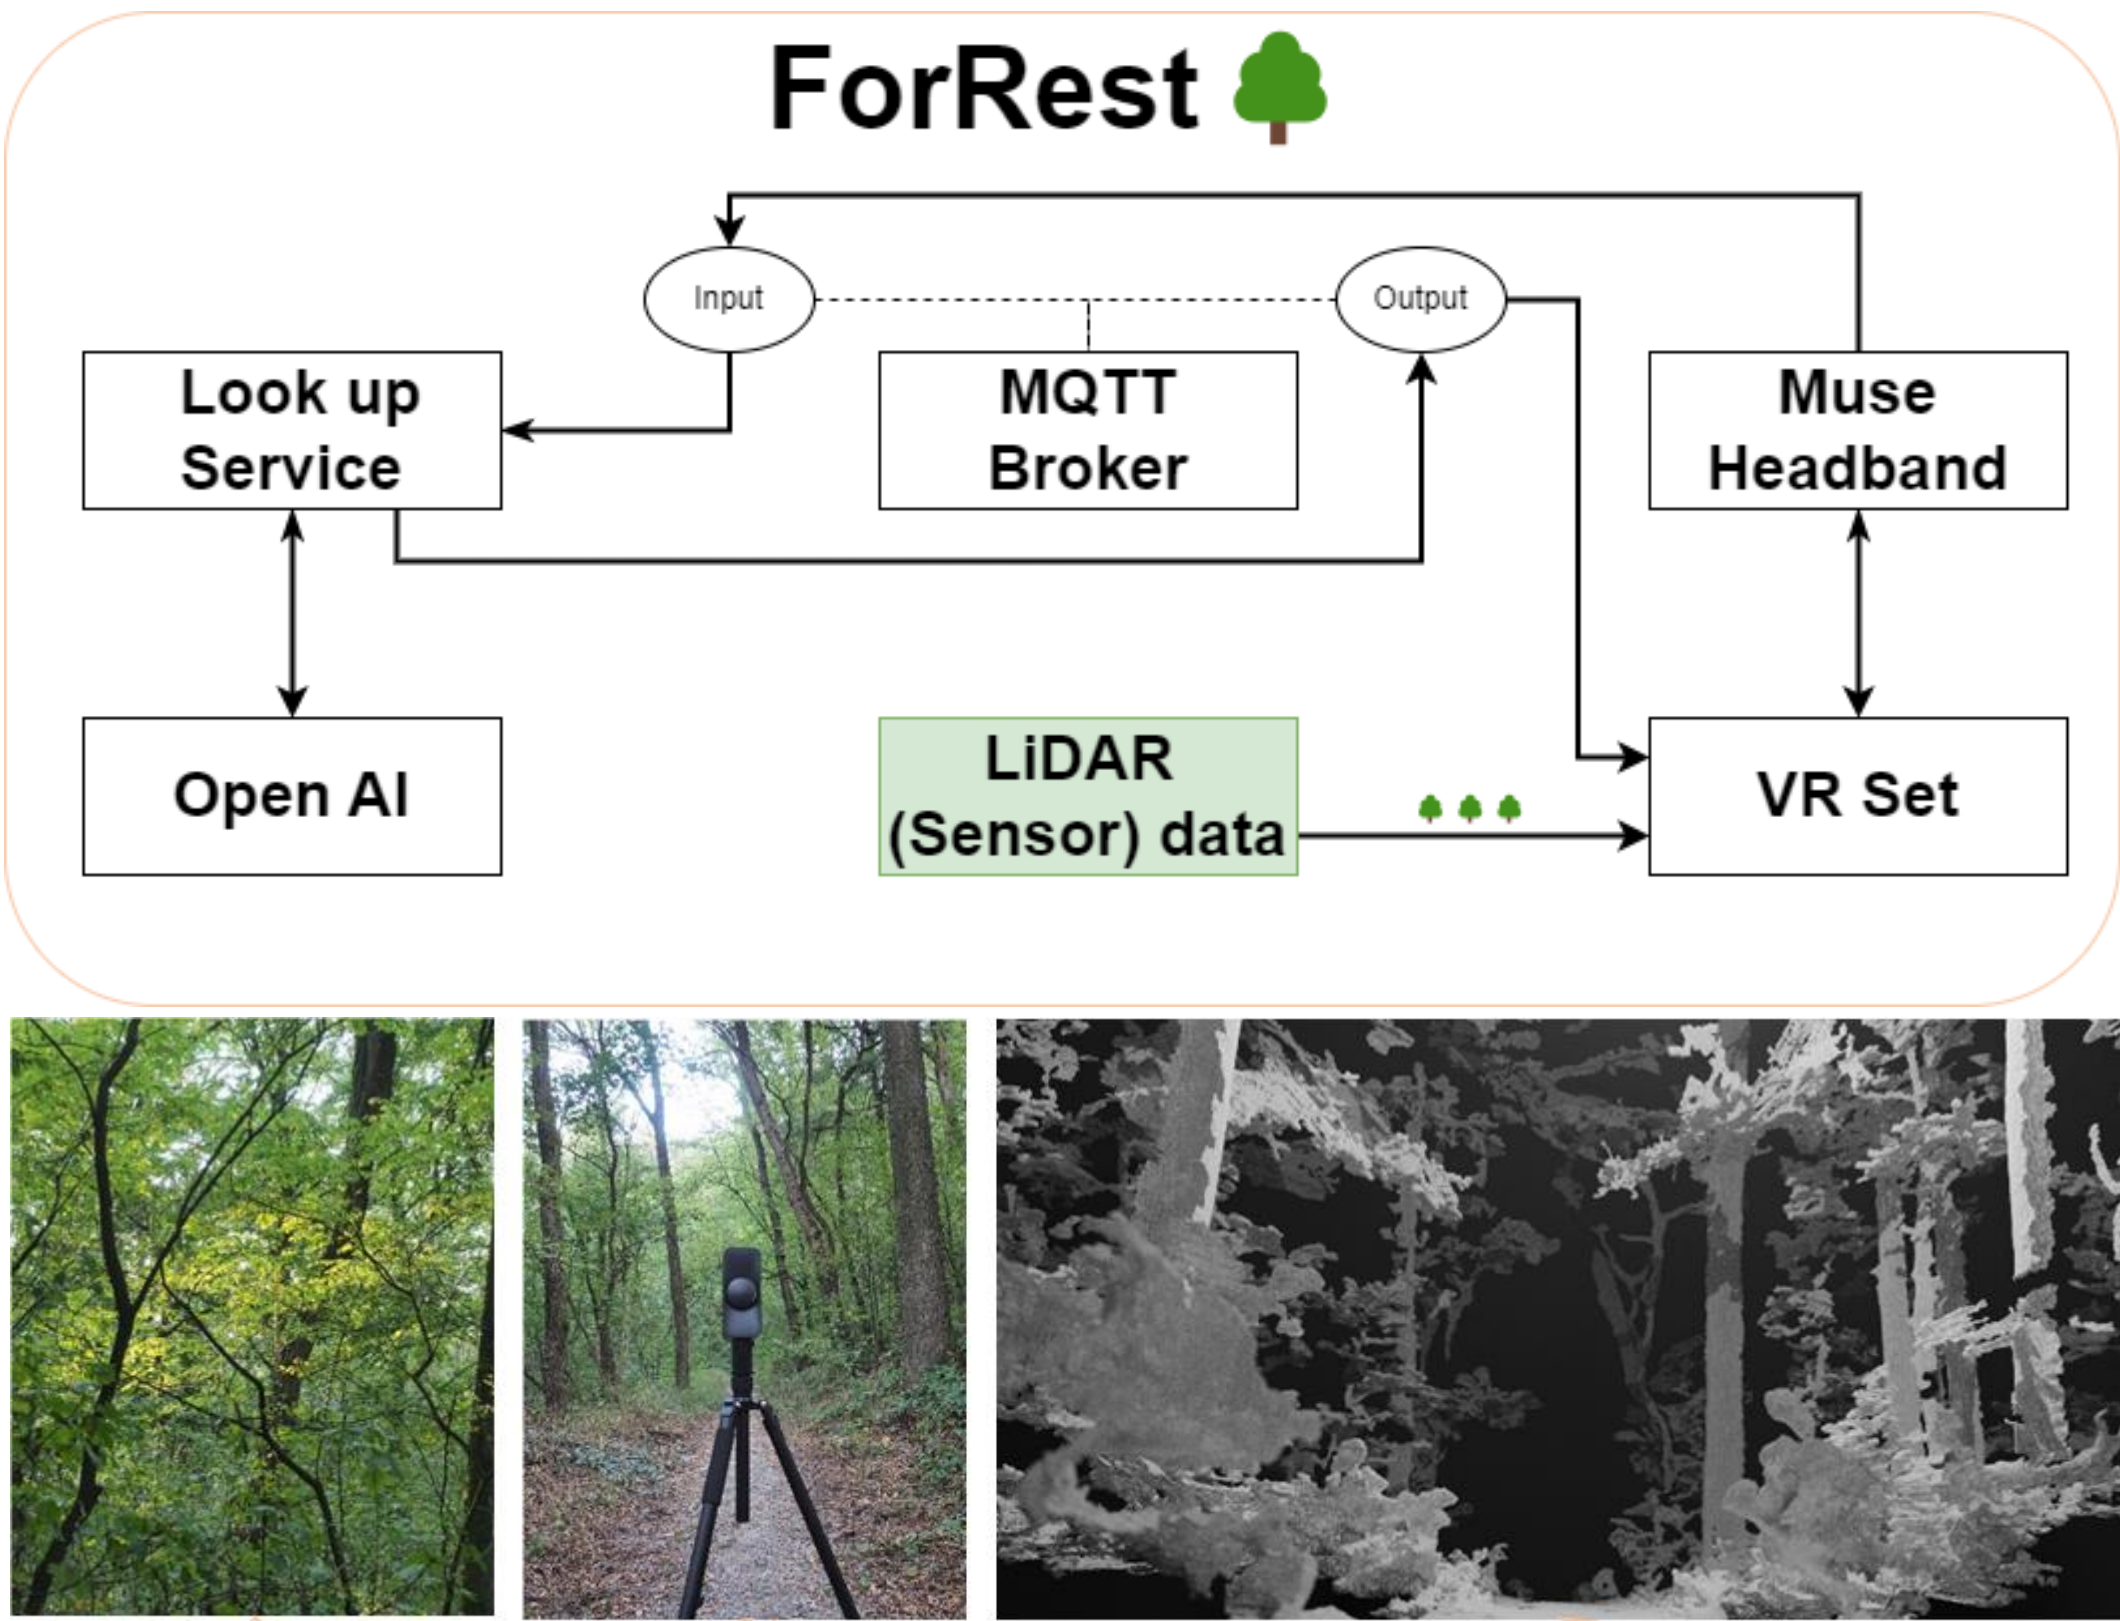 ForRest
Input
Output
Look up
Service
MQTT
Broker
Muse
Headband
Open AI
LiDAR
(Sensor) data
VR Set